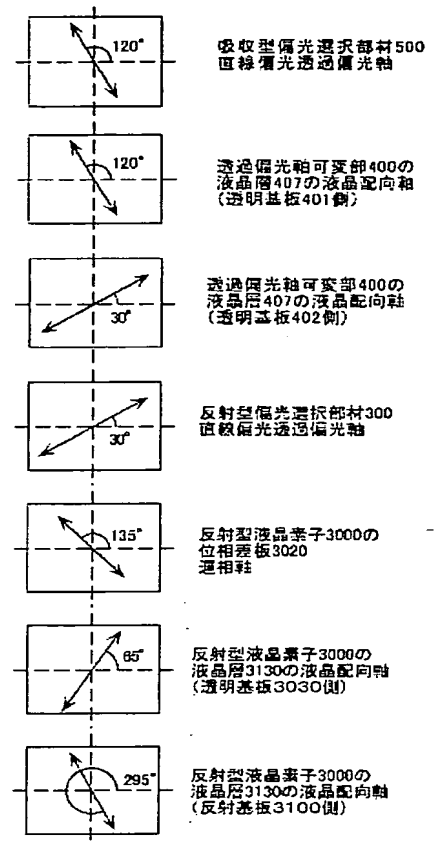 120°
吸収型偏光選択部材500
直線偏光透過偏光軸
120°
透過偏光軸可変部400の
液晶層407の液晶配向軸
(透明基板401側)
30°
透過偏光軸可変部400の
液晶層407の液晶配向軸
(透明基板402側)
30°
反射型偏光選択部材300
直線偏光透過偏光軸
135°
反射型液晶素子3000の
位相差板3020
遅相軸
65°
反射型液晶素子3000の
液晶層3130の液晶配向軸
(透明基板3030側)
295°
反射型液晶素子3000の
液晶層3130の液晶配向軸
(反射基板3100側)